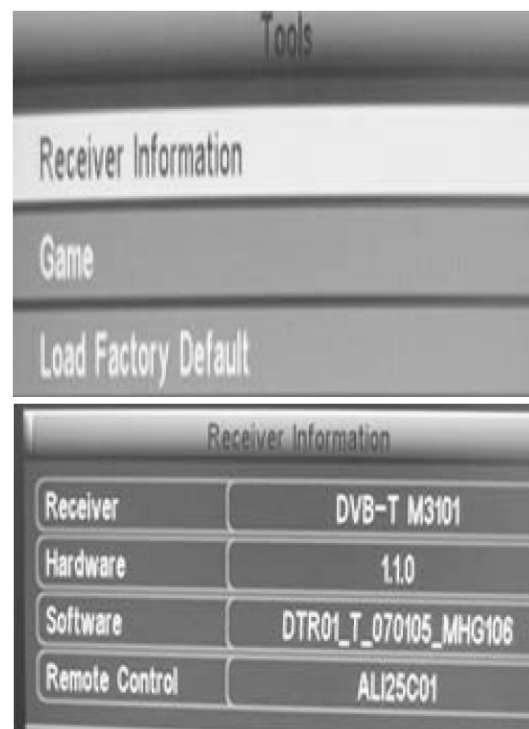 Tools
Receiver Information
Game
Load Factory Default
Receiver Information
Receiver DVB-T M3101
Hardware 1.1.0
Software DTR01_T_070105_MHG106
Remote Control ALI25C01